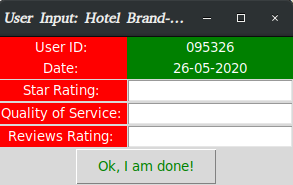 User Input: Hotel Brand-...
User ID: 095326
Date: 26-05-2020
Star Rating:
Quality of Service:
Reviews Rating:
Ok, I am done!